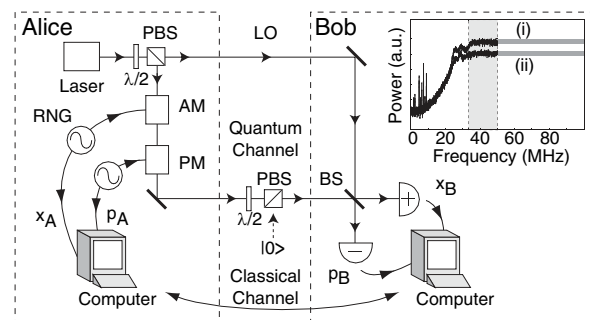 Alice
PBS
LO
Bob
Laser
λ/2
RNG
AM
PM
Quantum
Channel
PBS
BS
λ/2
|0>
x_A
p_A
x_B
p_B
Computer
Classical
Channel
Computer
Power (a.u.)
(i)
(ii)
0 20 40 60 80
Frequency (MHz)